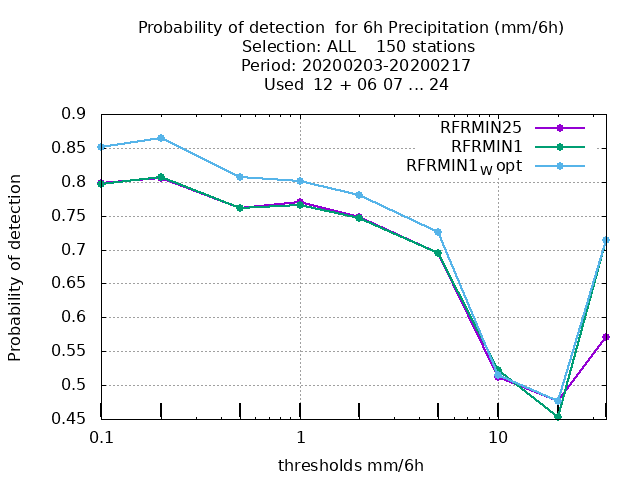 Probability of detection  for 6h Precipitation (mm/6h)
Selection: ALL    150 stations
Period: 20200203-20200217
Used  12 + 06 07 ... 24
RFRMIN25
RFRMIN1
RFRMIN1W opt
Probability of detection
0.9
0.85
0.8
0.75
0.7
0.65
0.6
0.55
0.5
0.45
0.1
1
10
thresholds mm/6h